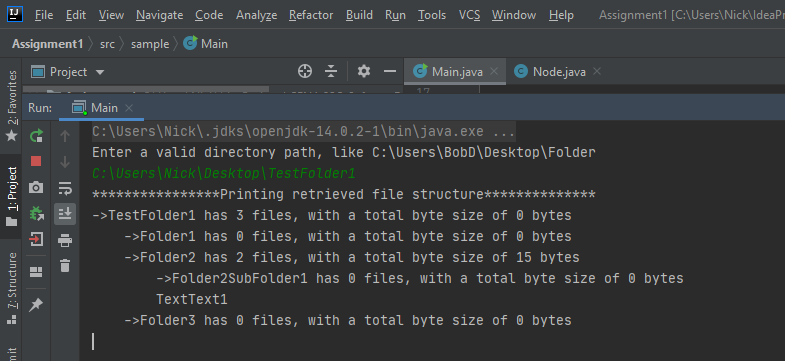 IJ File Edit View Navigate Code Analyze Refactor Build Run Tools VCS Window Help Assignment1 [C:\Users\Nick\IdeaPr
Assignment1 src sample Main
Project Main.java Node.java
17
Run: Main
C:\Users\Nick\.jdks\openjdk-14.0.2-1\bin\java.exe ...
Enter a valid directory path, like C:\Users\BobD\Desktop\Folder
C:\Users\Nick\Desktop\TestFolder1
****************Printing retrieved file structure**************
->TestFolder1 has 3 files, with a total byte size of 0 bytes
->Folder1 has 0 files, with a total byte size of 0 bytes
->Folder2 has 2 files, with a total byte size of 15 bytes
->Folder2SubFolder1 has 0 files, with a total byte size of 0 bytes
TextText1
->Folder3 has 0 files, with a total byte size of 0 bytes
2: Favorites
1: Project
7: Structure